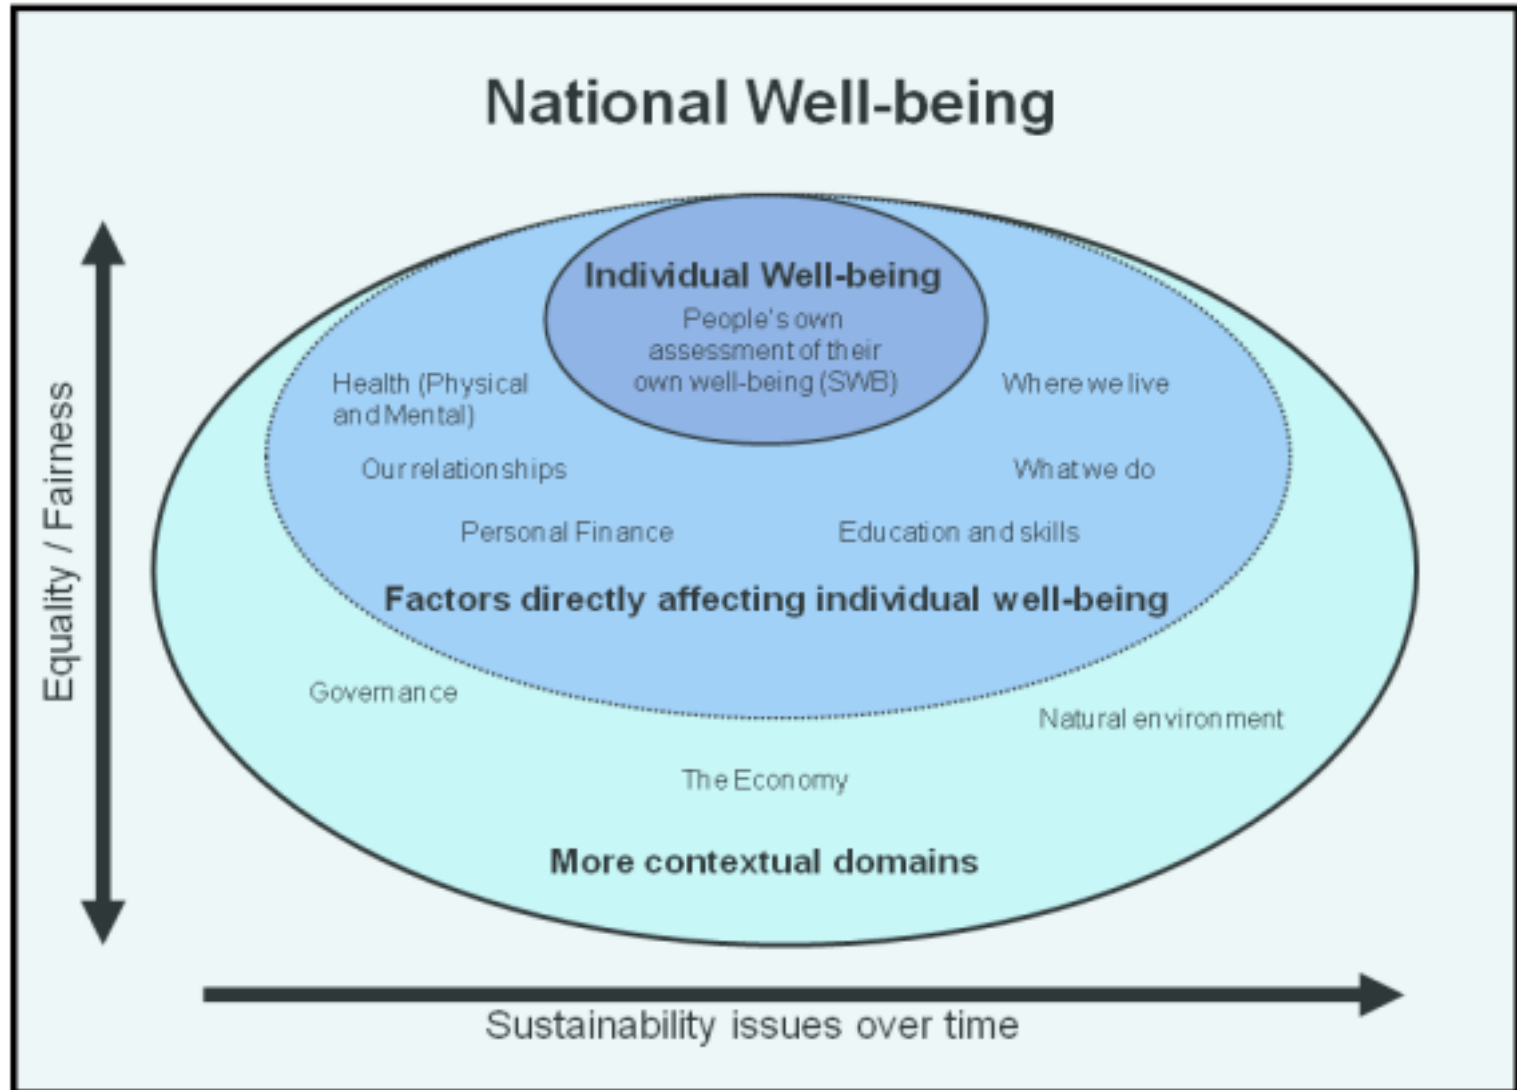 National Well-being
Individual Well-being
People's own
assessment of their
own well-being (SWB)
Health (Physical
and Mental)
Where we live
Our relationships
What we do
Personal Finance
Education and skills
Factors directly affecting individual well-being
Governance
Natural environment
The Economy
More contextual domains
Equality / Fairness
Sustainability issues over time